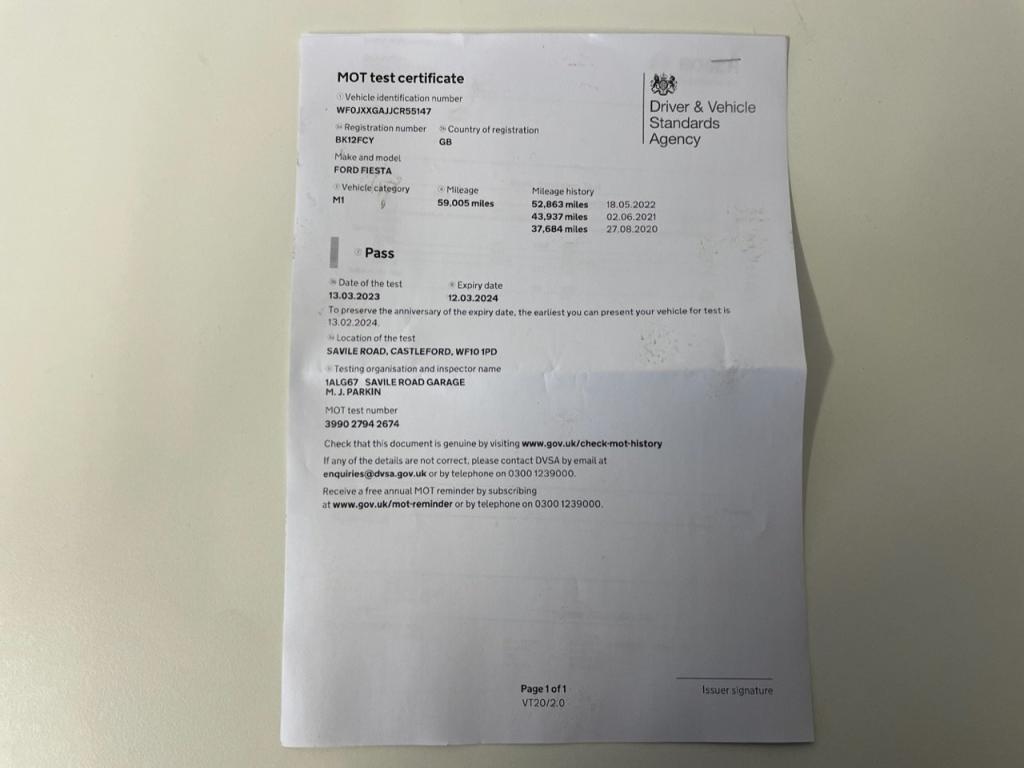 MOT test certificate
Vehicle identification number
WF0JXXGAJJCR55147
Registration number Country of registration
BK12FCY GB
Make and model
FORD FIESTA
Vehicle category Mileage Mileage history
M1 59,005 miles 52,863 miles 18.05.2022
43,937 miles 02.06.2021
37,684 miles 27.08.2020
Pass
Date of the test Expiry date
13.03.2023 12.03.2024
To preserve the anniversary of the expiry date, the earliest you can present your vehicle for test is
13.02.2024.
Location of the test
SAVILE ROAD, CASTLEFORD, WF10 1PD
Testing organisation and inspector name
1ALG67 SAVILE ROAD GARAGE
M. J. PARKIN
MOT test number
3990 2794 2674
Check that this document is genuine by visiting www.gov.uk/check-mot-history
If any of the details are not correct, please contact DVSA by email at
enquiries@dvsa.gov.uk or by telephone on 0300 1239000.
Receive a free annual MOT reminder by subscribing
at www.gov.uk/mot-reminder or by telephone on 0300 1239000.
Driver & Vehicle
Standards
Agency
Page 1 of 1
VT20/2.0
Issuer signature